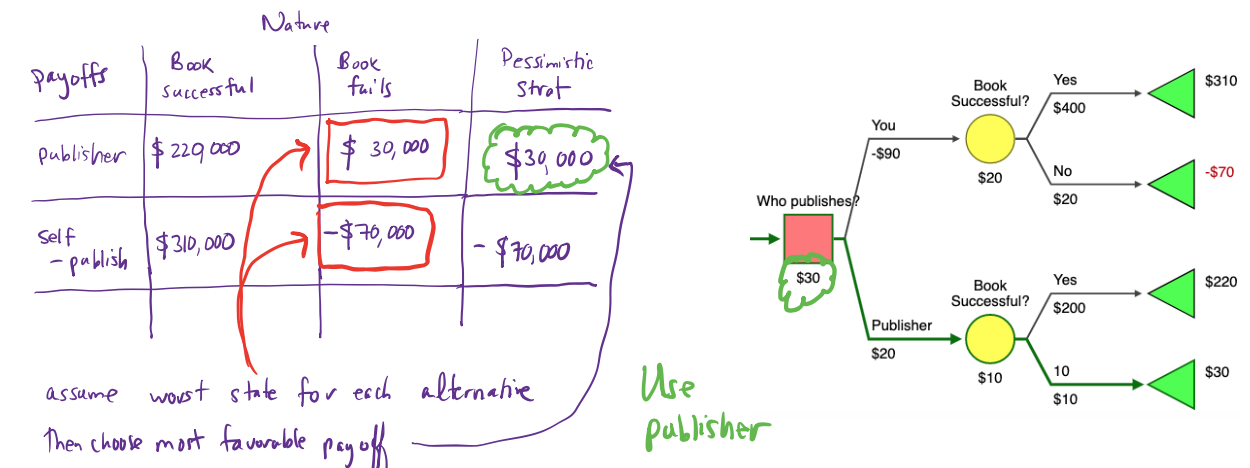 Nature
Payoffs
Book
successful
Book
fails
Pessimistic
Strat
publisher
$ 220,000
$ 30,000
$30,000
Self
- publish
$310,000
-$70,000
- $70,000
assume worst state for each alternative
Then choose most favorable payoff
Use
publisher
Who publishes?
$30
You
-$90
Book
Successful?
$20
Yes
$400
$310
No
$20
-$70
Publisher
$20
Book
Successful?
$10
Yes
$200
$220
10
$10
$30